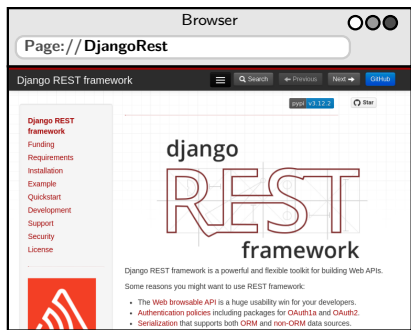 Browser
Page://DjangoRest
Django REST framework
Search
Previous
Next
GitHub
pypi v3.12.2
Star
Django REST
framework
Funding
Requirements
Installation
Example
Quickstart
Development
Support
Security
License
django
REST
framework
Django REST framework is a powerful and flexible toolkit for building Web APIs.
Some reasons you might want to use REST framework:
• The Web browsable API is a huge usability win for your developers.
• Authentication policies including packages for OAuth1a and OAuth2.
• Serialization that supports both ORM and non-ORM data sources.